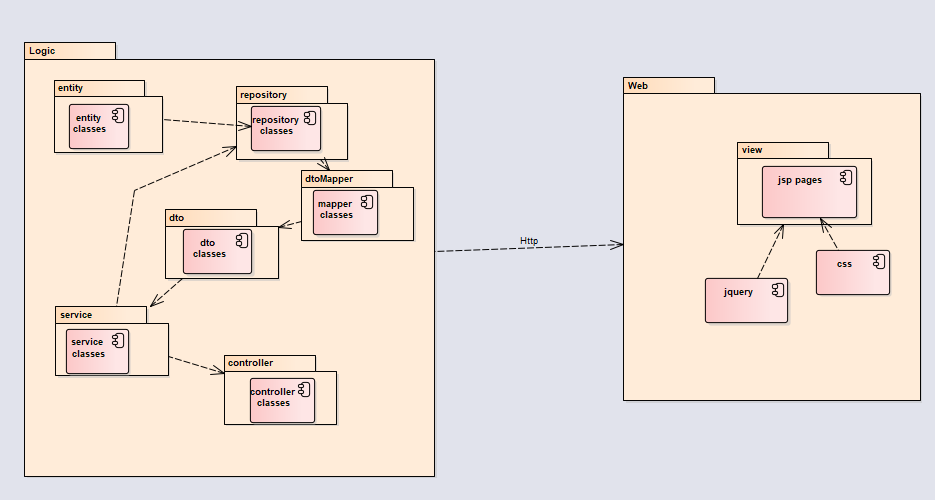 Logic
entity
entity
classes
repository
repository
classes
dtoMapper
mapper
classes
dto
dto
classes
service
service
classes
controller
controller
classes
Http
Web
view
jsp pages
jquery
css